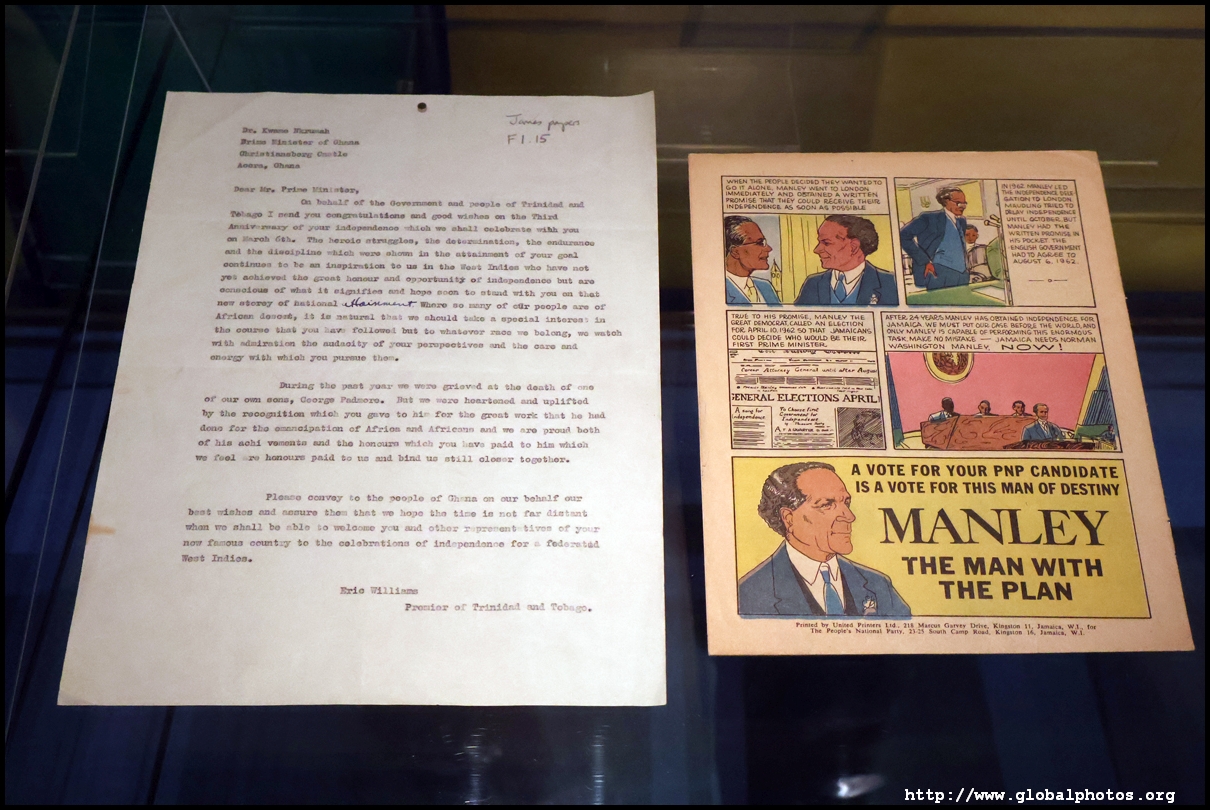 James papers
F1.15
Dr. Kwame Nkrumah
Prime Minister of Ghana
Christiansborg Castle
Accra, Ghana
Dear Mr. Prime Minister,
On behalf of the Government and people of Trinidad and
Tobago I send you congratulations and good wishes on the Third
Anniversary of your independence which we shall celebrate with you
on March 6th. The heroic struggles, the determination, the endurance
and the discipline which were shown in the attainment of your goal
continues to be an inspiration to us in the West Indies who have not
yet achieved the great honour and opportunity of independence but are
conscious of what it signifies and hope soon to stand with you on that
new storey of national attainment Where so many of our people are of
African descent, it is natural that we should take a special interest in
the course that you have followed but to whatever race we belong, we watch
with admiration the audacity of your perspectives and the care and
energy with which you pursue them.
During the past year we were grieved at the death of one
of our own sons, George Padmore. But we were heartened and uplifted
by the recognition which you gave to him for the great work that he had
done for the emancipation of Africa and Africans and we are proud both
of his achi vements and the honours which you have paid to him which
we feel are honours paid to us and bind us still closer together.
Please convey to the people of Ghana on our behalf our
best wishes and assure them that we hope the time is not far distant
when we shall be able to welcome you and other representatives of your
now famous country to the celebrations of independence for a federated
West Indies.
Eric Williams
Premier of Trinidad and Tobago.
WHEN THE PEOPLE DECIDED THEY WANTED TO
GO IT ALONE, MANLEY WENT TO LONDON
IMMEDIATELY AND OBTAINED A WRITTEN
PROMISE THAT THEY COULD RECEIVE THEIR
INDEPENDENCE AS SOON AS POSSIBLE
IN 1962 MANLEY LED
THE INDEPENDENCE DELE
GATION TO LONDON.
MAUDLING TRIED TO
DELAY INDEPENDENCE
UNTIL OCTOBER, BUT
MANLEY HAD THE
WRITTEN PROMISE IN
HIS POCKET. THE
ENGLISH GOVERNMENT
HAD TO AGREE TO
AUGUST 6, 1962.
TRUE TO HIS PROMISE, MANLEY THE
GREAT DEMOCRAT, CALLED AN ELECTION
FOR APRIL 10, 1962 SO THAT JAMAICANS
COULD DECIDE WHO WOULD BE THEIR
FIRST PRIME MINISTER.
Attorney General until after August
GENERAL ELECTIONS APRIL
A song for
Independence
To Choose First
Government for
Independence
AFTER 24 YEARS MANLEY HAS OBTAINED INDEPENDENCE FOR
JAMAICA. WE MUST PUT OUR CASE BEFORE THE WORLD, AND
ONLY MANLEY IS CAPABLE OF PERFORMING THIS ENORMOUS
TASK. MAKE NO MISTAKE — JAMAICA NEEDS NORMAN
WASHINGTON MANLEY, NOW!
A VOTE FOR YOUR PNP CANDIDATE
IS A VOTE FOR THIS MAN OF DESTINY
MANLEY
THE MAN WITH
THE PLAN
Printed by United Printers Ltd., 218 Marcus Garvey Drive, Kingston 11, Jamaica, W.I., for
The People's National Party, 23-25 South Camp Road, Kingston 16, Jamaica, W.I.
http://www.globalphotos.org